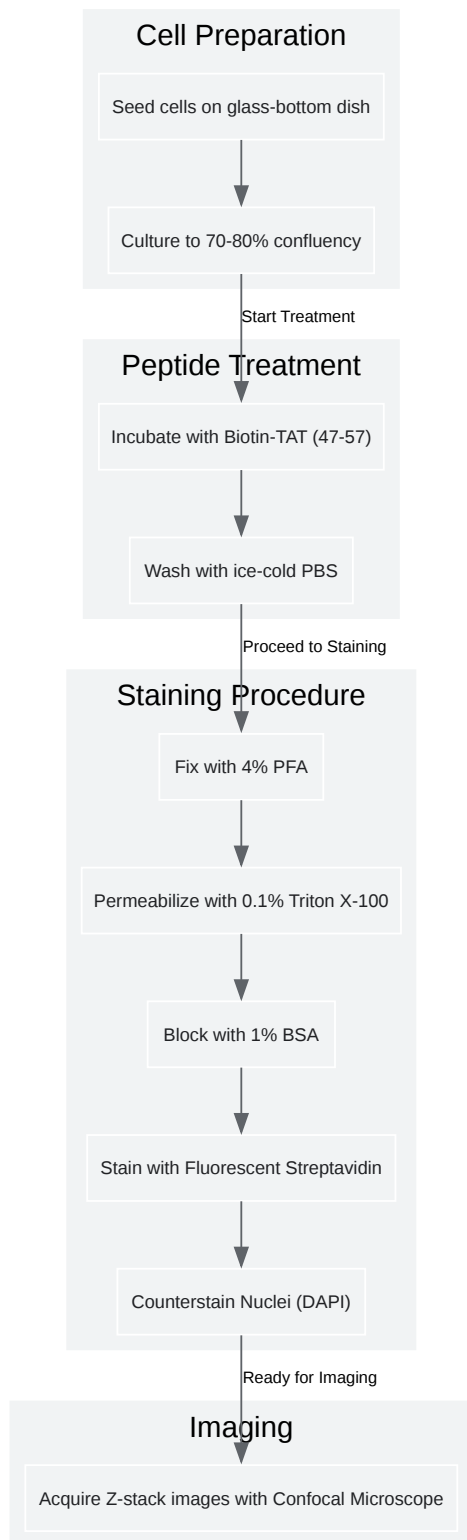 Cell Preparation
Seed cells on glass-bottom dish
Culture to 70-80% confluency
Start Treatment
Peptide Treatment
Incubate with Biotin-TAT (47-57)
Wash with ice-cold PBS
Proceed to Staining
Staining Procedure
Fix with 4% PFA
Permeabilize with 0.1% Triton X-100
Block with 1% BSA
Stain with Fluorescent Streptavidin
Counterstain Nuclei (DAPI)
Ready for Imaging
Imaging
Acquire Z-stack images with Confocal Microscope